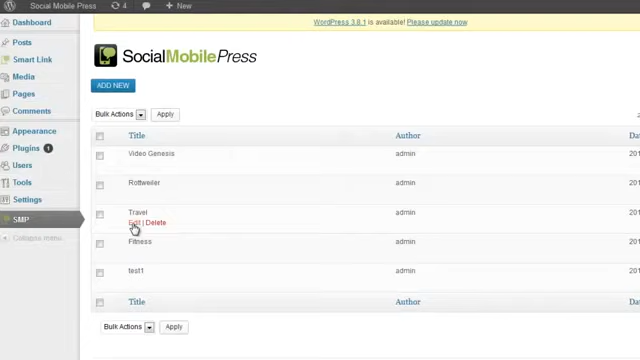 Social Mobile Press 4 + New
Dashboard
WordPress 3.8.1 is available! Please update now
Posts
Smart Link
SocialMobilePress
Media
Pages
ADD NEW
Comments
Bulk Actions Apply
Appearance
Title Author
Plugins 1
Video Genesis admin
Users
Tools
Rottweiler admin
Settings
Travel admin
SMP
Edit | Delete
Collapse menu
Fitness admin
test1 admin
Title Author
Bulk Actions Apply